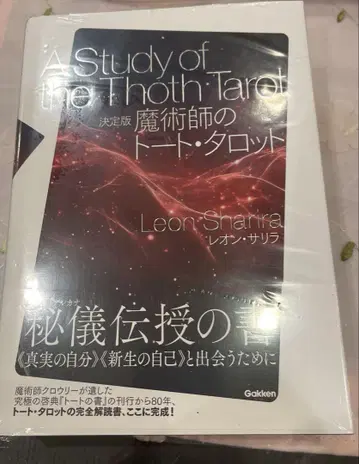 A Study of
the Thoth Tarot
決定版 魔術師の
トート・タロット
Leon Sharira
レオン・サリラ
秘儀伝授の書
《真実の自分》《新生の自己》と出会うために
Gakken
魔術師クロウリーが遺した
究極の啓典『トートの書』の刊行から80年、
トート・タロットの完全解読書、ここに完成!